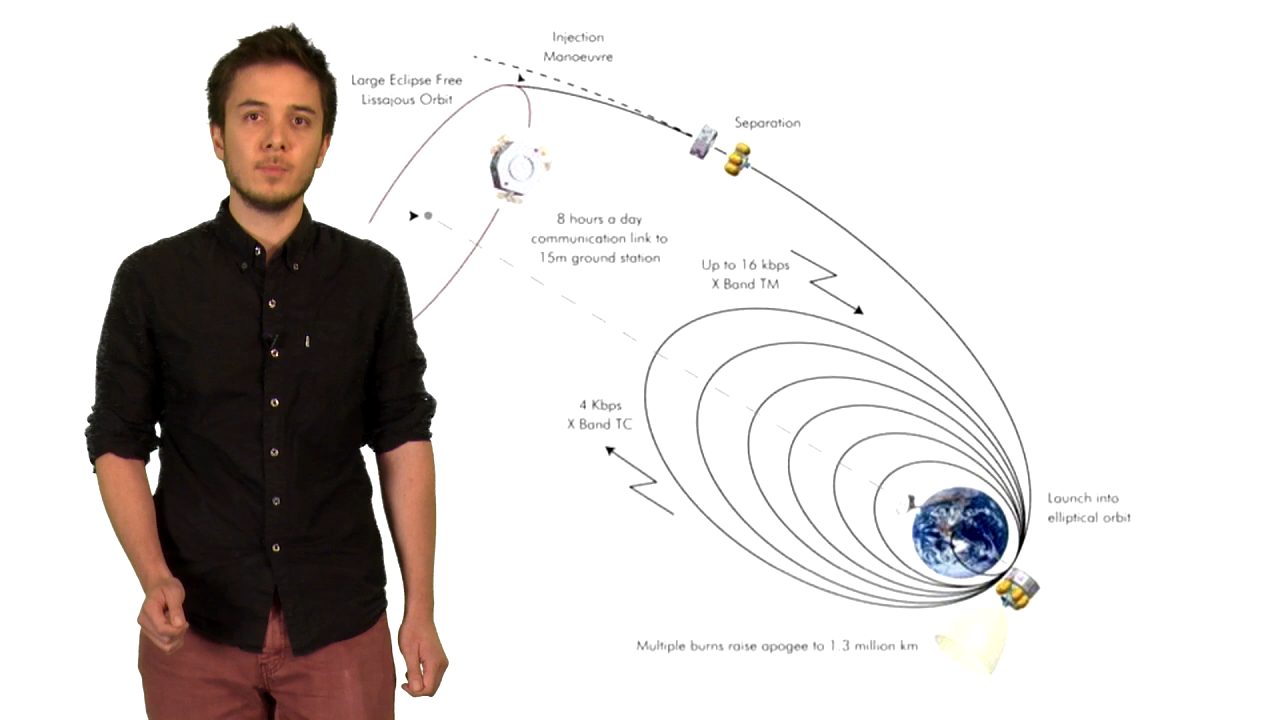 Injection
Manoeuvre
Large Eclipse Free
Lissajous Orbit
Separation
8 hours a day
communication link to
15m ground station
Up to 16 kbps
X Band TM
4 Kbps
X Band TC
Launch into
elliptical orbit
Multiple burns raise apogee to 1.3 million km